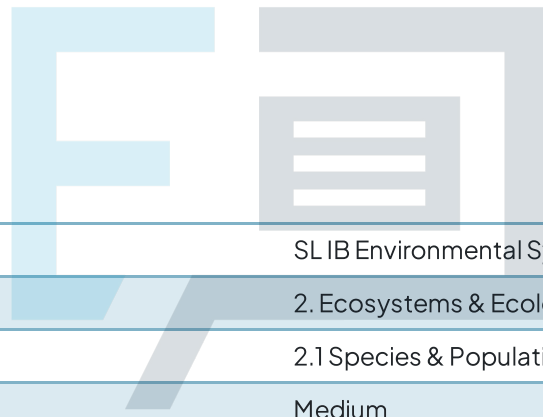 SL IB Environmental S
2. Ecosystems & Ecol
2.1 Species & Populati
Medium